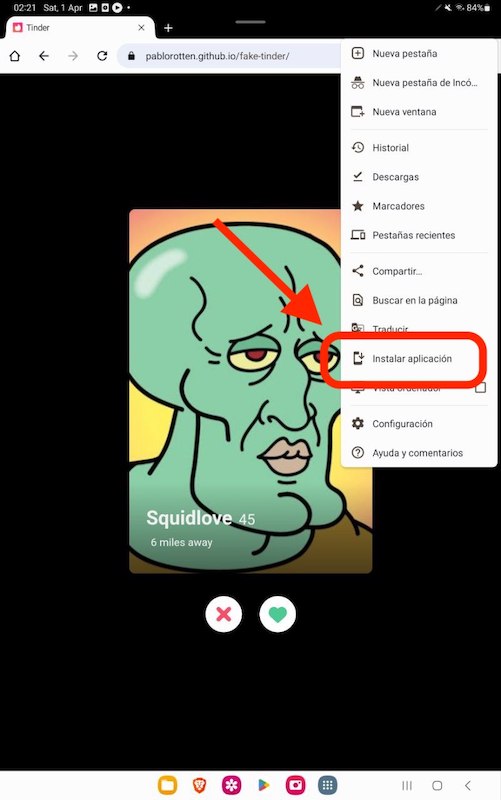 02:21 Sat, 1 Apr
84%
Tinder
pablorotten.github.io/fake-tinder/
Nueva pestaña
Nueva pestaña de Incó…
Nueva ventana
Historial
Descargas
Marcadores
Pestañas recientes
Compartir…
Buscar en la página
Traducir
Instalar aplicación
Vista ordenador
Configuración
Ayuda y comentarios
Squidlove 45
6 miles away